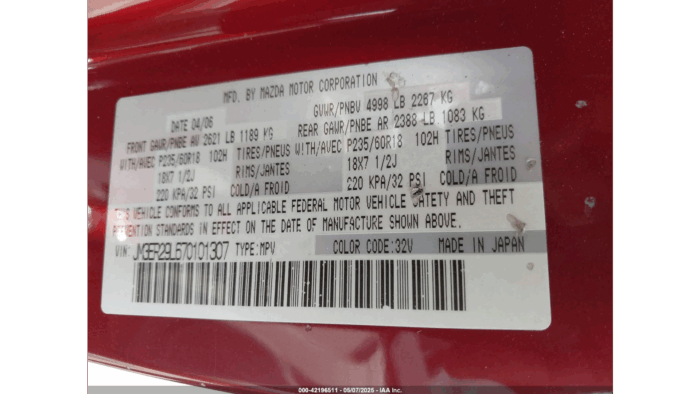 MFD. BY MAZDA MOTOR CORPORATION
DATE 04/06 GVWR/PNBV 4998 LB 2267 KG
FRONT GAWR/PNBE AV 2621 LB 1189 KG REAR GAWR/PNBE AR 2388 LB 1083 KG
WITH/AVEC P235/60R18 102H TIRES/PNEUS WITH/AVEC P235/60R18 102H TIRES/PNEUS
18X7 1/2J RIMS/JANTES 18X7 1/2J RIMS/JANTES
220 KPA/32 PSI COLD/A FROID 220 KPA/32 PSI COLD/A FROID
THIS VEHICLE CONFORMS TO ALL APPLICABLE FEDERAL MOTOR VEHICLE SAFETY AND THEFT
PREVENTION STANDARDS IN EFFECT ON THE DATE OF MANUFACTURE SHOWN ABOVE.
VIN: JM3ER29L670101307 TYPE:MPV COLOR CODE:32V MADE IN JAPAN
000-42196511 - 05/07/2025 - IAA Inc.